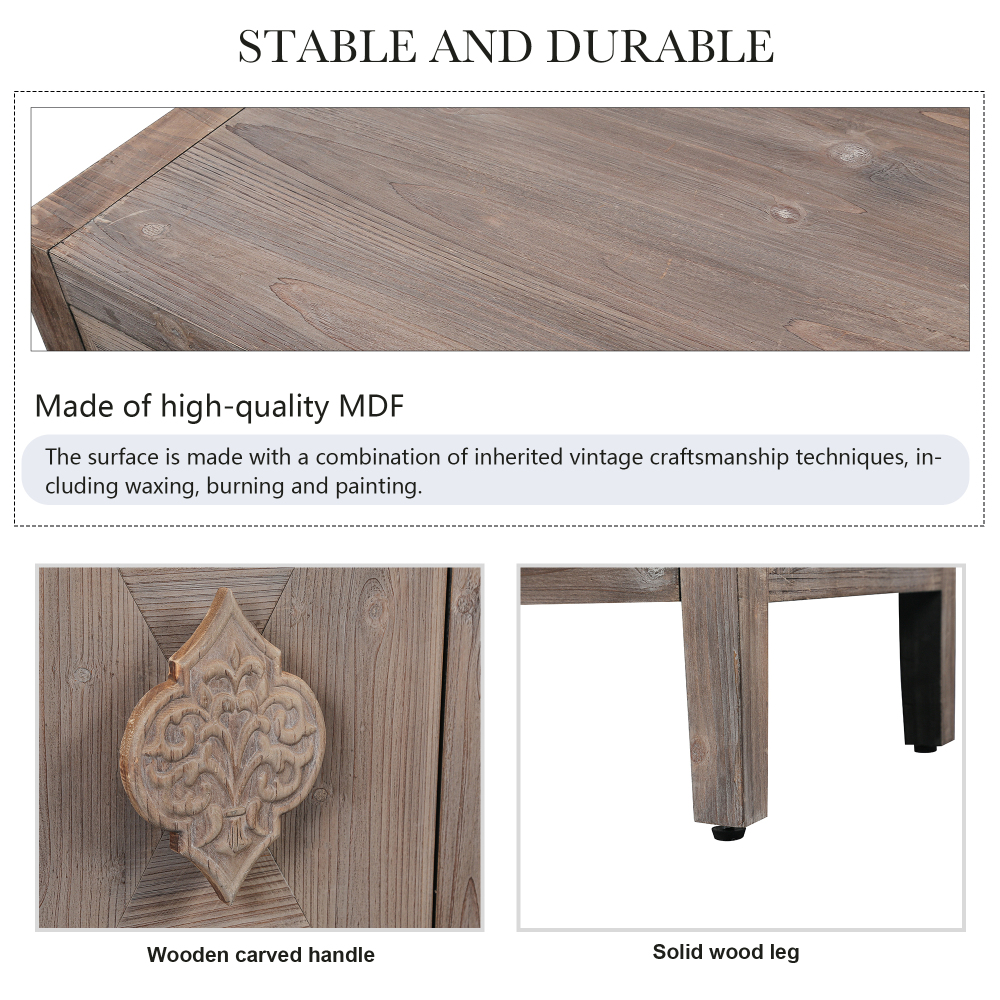 STABLE AND DURABLE
Made of high-quality MDF
The surface is made with a combination of inherited vintage craftsmanship techniques, in-
cluding waxing, burning and painting.
Wooden carved handle
Solid wood leg